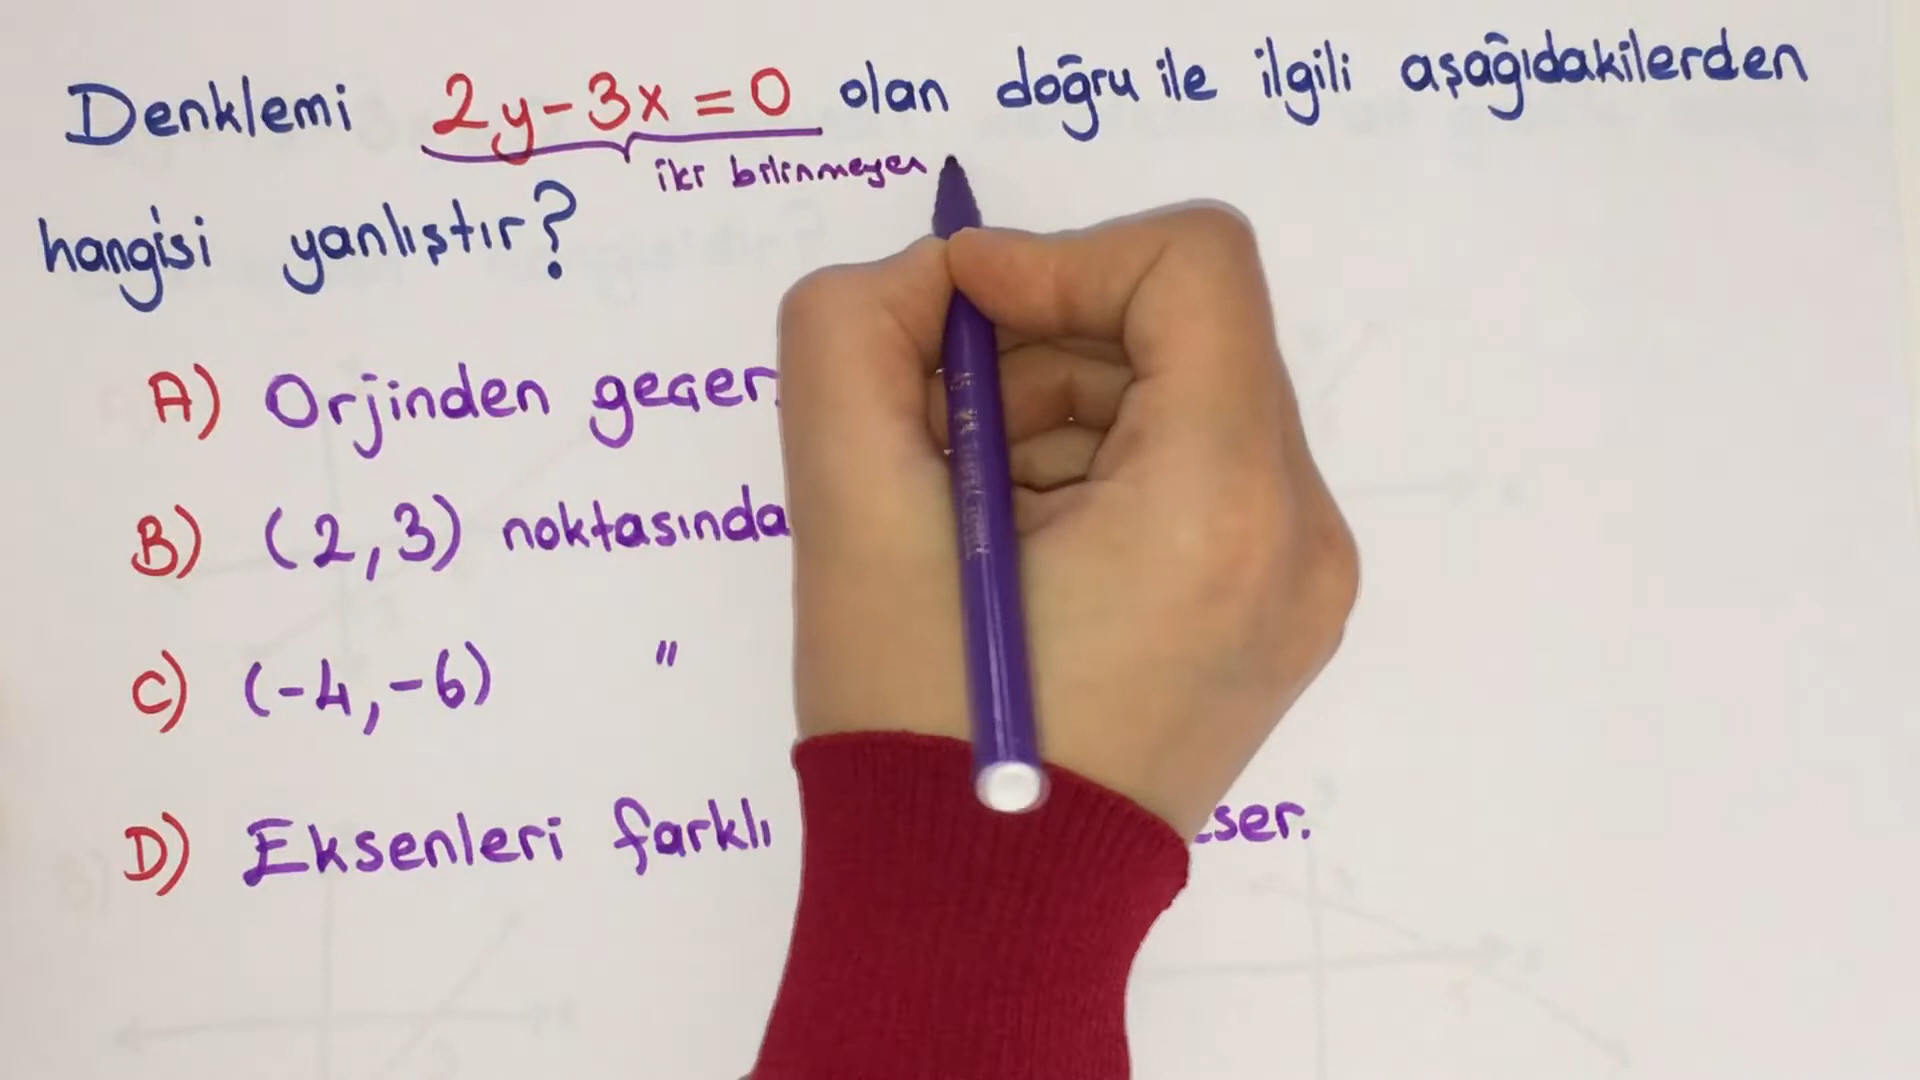 Denklemi 2y-3x=0 olan doğru ile ilgili aşağıdakilerden
iki bilinmeyen
hangisi yanlıştır?
A) Orjinden geçer.
B) (2,3) noktasında
C) (-4,-6) "
D) Eksenleri farklı